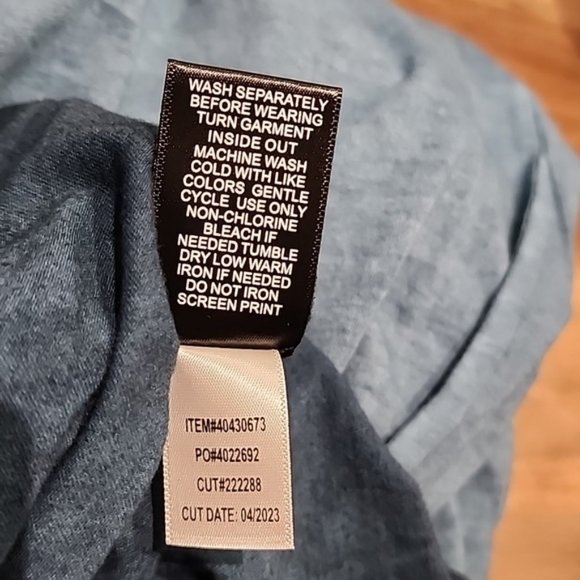 WASH SEPARATELY
BEFORE WEARING
TURN GARMENT
INSIDE OUT
MACHINE WASH
COLD WITH LIKE
COLORS GENTLE
CYCLE USE ONLY
NON-CHLORINE
BLEACH IF
NEEDED TUMBLE
DRY LOW WARM
IRON IF NEEDED
DO NOT IRON
SCREEN PRINT
ITEM#40430673
PO#4022692
CUT#222288
CUT DATE: 04/2023